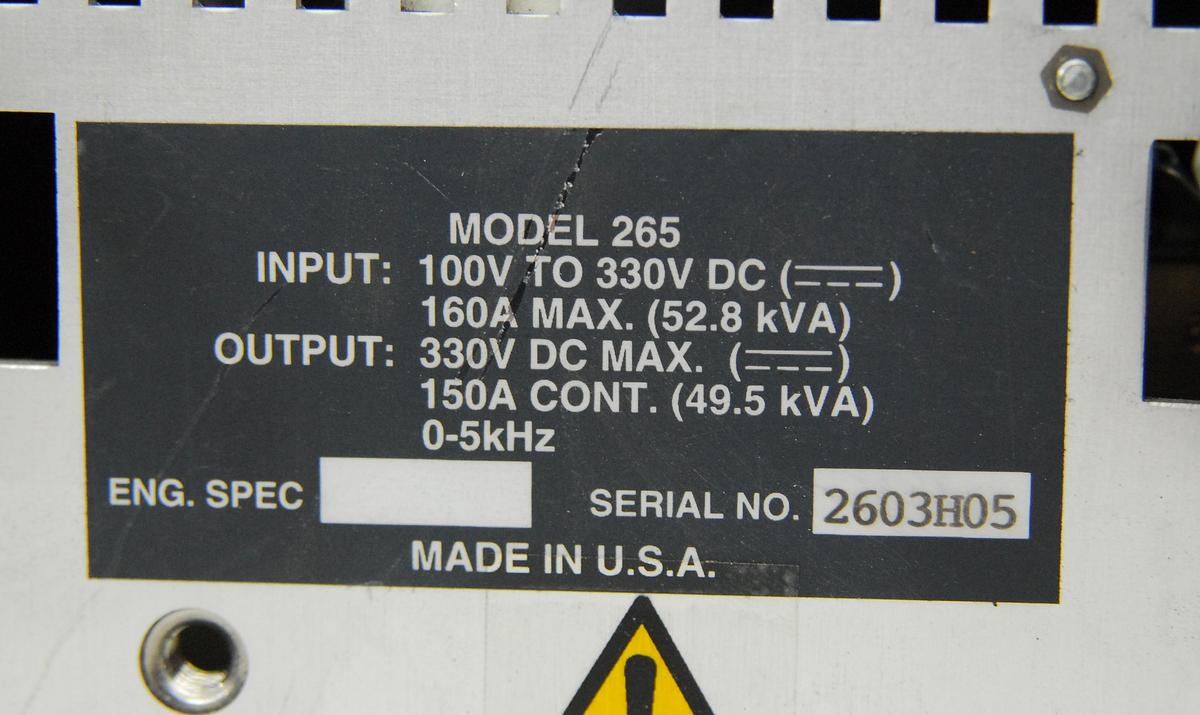 MODEL 265
INPUT: 100V TO 330V DC (⎓)
160A MAX. (52.8 kVA)
OUTPUT: 330V DC MAX. (⎓)
150A CONT. (49.5 kVA)
0-5kHz
ENG. SPEC
SERIAL NO. 2603H05
MADE IN U.S.A.
!